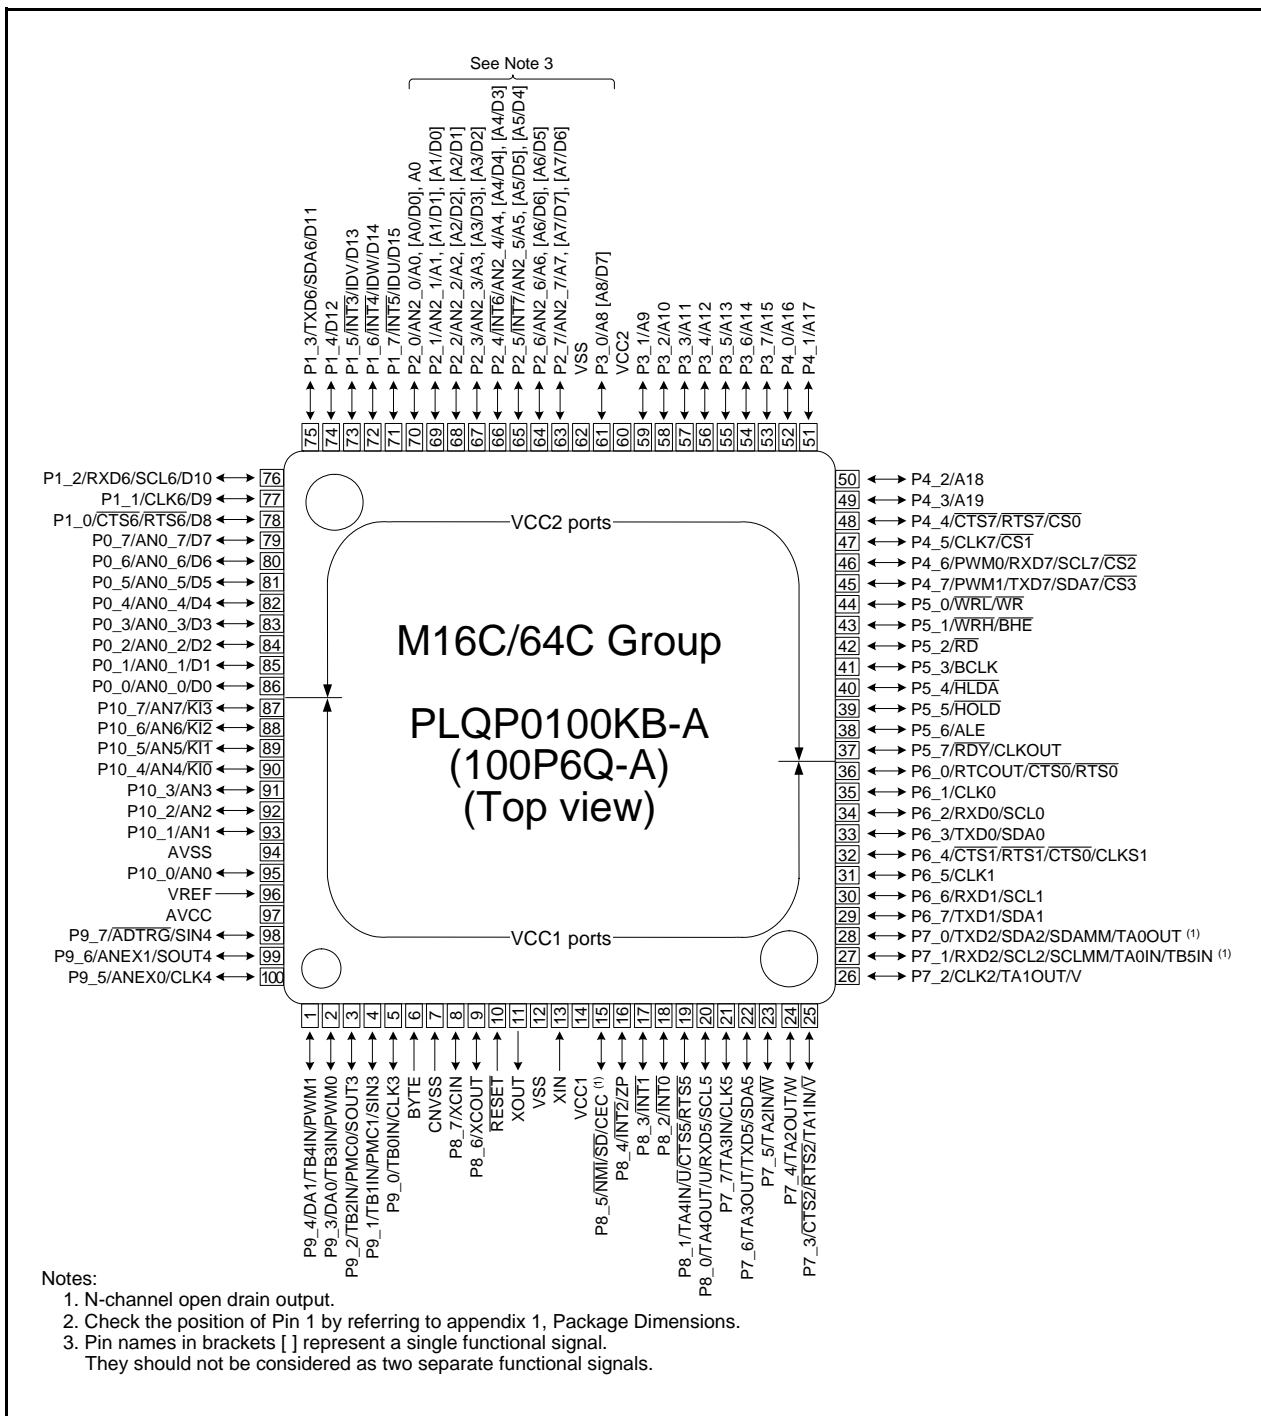 See Note 3
P1_3/TXD6/SDA6/D11
P1_4/D12
P1_5/INT3/IDV/D13
P1_6/INT4/IDW/D14
P1_7/INT5/IDU/D15
P2_0/AN2_0/A0, [A0/D0], A0
P2_1/AN2_1/A1, [A1/D1], [A1/D0]
P2_2/AN2_2/A2, [A2/D2], [A2/D1]
P2_3/AN2_3/A3, [A3/D3], [A3/D2]
P2_4/INT6/AN2_4/A4, [A4/D4], [A4/D3]
P2_5/INT7/AN2_5/A5, [A5/D5], [A5/D4]
P2_6/AN2_6/A6, [A6/D6], [A6/D5]
P2_7/AN2_7/A7, [A7/D7], [A7/D6]
VSS
P3_0/A8 [A8/D7]
VCC2
P3_1/A9
P3_2/A10
P3_3/A11
P3_4/A12
P3_5/A13
P3_6/A14
P3_7/A15
P4_0/A16
P4_1/A17
75 74 73 72 71 70 69 68 67 66 65 64 63 62 61 60 59 58 57 56 55 54 53 52 51
P1_2/RXD6/SCL6/D10 76
P1_1/CLK6/D9 77
P1_0/CTS6/RTS6/D8 78
P0_7/AN0_7/D7 79
P0_6/AN0_6/D6 80
P0_5/AN0_5/D5 81
P0_4/AN0_4/D4 82
P0_3/AN0_3/D3 83
P0_2/AN0_2/D2 84
P0_1/AN0_1/D1 85
P0_0/AN0_0/D0 86
P10_7/AN7/KI3 87
P10_6/AN6/KI2 88
P10_5/AN5/KI1 89
P10_4/AN4/KI0 90
P10_3/AN3 91
P10_2/AN2 92
P10_1/AN1 93
AVSS 94
P10_0/AN0 95
VREF 96
AVCC 97
P9_7/ADTRG/SIN4 98
P9_6/ANEX1/SOUT4 99
P9_5/ANEX0/CLK4 100
VCC2 ports
M16C/64C Group
PLQP0100KB-A
(100P6Q-A)
(Top view)
VCC1 ports
50 P4_2/A18
49 P4_3/A19
48 P4_4/CTS7/RTS7/CS0
47 P4_5/CLK7/CS1
46 P4_6/PWM0/RXD7/SCL7/CS2
45 P4_7/PWM1/TXD7/SDA7/CS3
44 P5_0/WRL/WR
43 P5_1/WRH/BHE
42 P5_2/RD
41 P5_3/BCLK
40 P5_4/HLDA
39 P5_5/HOLD
38 P5_6/ALE
37 P5_7/RDY/CLKOUT
36 P6_0/RTCOUT/CTS0/RTS0
35 P6_1/CLK0
34 P6_2/RXD0/SCL0
33 P6_3/TXD0/SDA0
32 P6_4/CTS1/RTS1/CTS0/CLKS1
31 P6_5/CLK1
30 P6_6/RXD1/SCL1
29 P6_7/TXD1/SDA1
28 P7_0/TXD2/SDA2/SDAMM/TA0OUT (1)
27 P7_1/RXD2/SCL2/SCLMM/TA0IN/TB5IN (1)
26 P7_2/CLK2/TA1OUT/V
1 2 3 4 5 6 7 8 9 10 11 12 13 14 15 16 17 18 19 20 21 22 23 24 25
P9_4/DA1/TB4IN/PWM1
P9_3/DA0/TB3IN/PWM0
P9_2/TB2IN/PMC0/SOUT3
P9_1/TB1IN/PMC1/SIN3
P9_0/TB0IN/CLK3
BYTE
CNVSS
P8_7/XCIN
P8_6/XCOUT
RESET
XOUT
VSS
XIN
VCC1
P8_5/NMI/SD/CEC (1)
P8_4/INT2/ZP
P8_3/INT1
P8_2/INT0
P8_1/TA4IN/U/CTS5/RTS5
P8_0/TA4OUT/U/RXD5/SCL5
P7_7/TA3IN/CLK5
P7_6/TA3OUT/TXD5/SDA5
P7_5/TA2IN/W
P7_4/TA2OUT/W
P7_3/CTS2/RTS2/TA1IN/V
Notes:
1. N-channel open drain output.
2. Check the position of Pin 1 by referring to appendix 1, Package Dimensions.
3. Pin names in brackets [ ] represent a single functional signal.
They should not be considered as two separate functional signals.